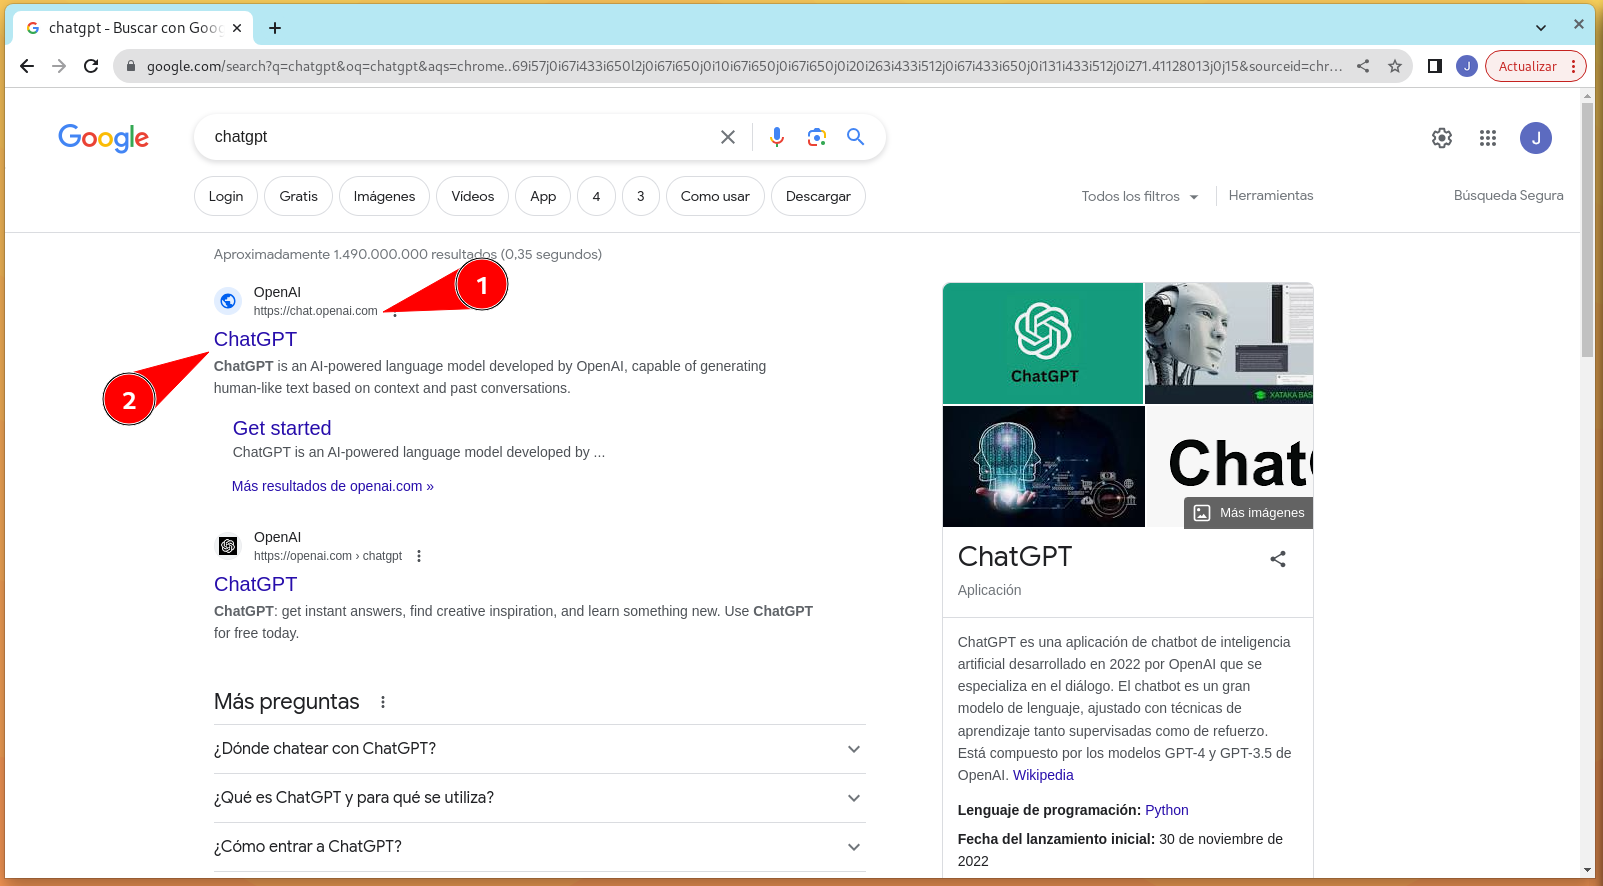 chatgpt - Buscar con Goog
google.com/search?q=chatgpt&oq=chatgpt&aqs=chrome..69i57j0i67i433i650l2j0i67i650j0i10i67i650j0i67i650j0i20i263i433i512j0i67i433i650j0i131i433i512j0i271.41128013j0j15&sourceid=chr...
J
Actualizar
Google
chatgpt
J
Login
Gratis
Imágenes
Vídeos
App
4
3
Como usar
Descargar
Todos los filtros
Herramientas
Búsqueda Segura
Aproximadamente 1.490.000.000 resultados (0,35 segundos)
1
OpenAI
https://chat.openai.com
ChatGPT
2
ChatGPT is an AI-powered language model developed by OpenAI, capable of generating
human-like text based on context and past conversations.
Get started
ChatGPT is an AI-powered language model developed by ...
Más resultados de openai.com »
OpenAI
https://openai.com › chatgpt
ChatGPT
ChatGPT: get instant answers, find creative inspiration, and learn something new. Use ChatGPT
for free today.
Más preguntas
¿Dónde chatear con ChatGPT?
¿Qué es ChatGPT y para qué se utiliza?
¿Cómo entrar a ChatGPT?
ChatGPT
XATAKA BAS
Chat
Más imágenes
ChatGPT
Aplicación
ChatGPT es una aplicación de chatbot de inteligencia
artificial desarrollado en 2022 por OpenAI que se
especializa en el diálogo. El chatbot es un gran
modelo de lenguaje, ajustado con técnicas de
aprendizaje tanto supervisadas como de refuerzo.
Está compuesto por los modelos GPT-4 y GPT-3.5 de
OpenAI. Wikipedia
Lenguaje de programación: Python
Fecha del lanzamiento inicial: 30 de noviembre de
2022